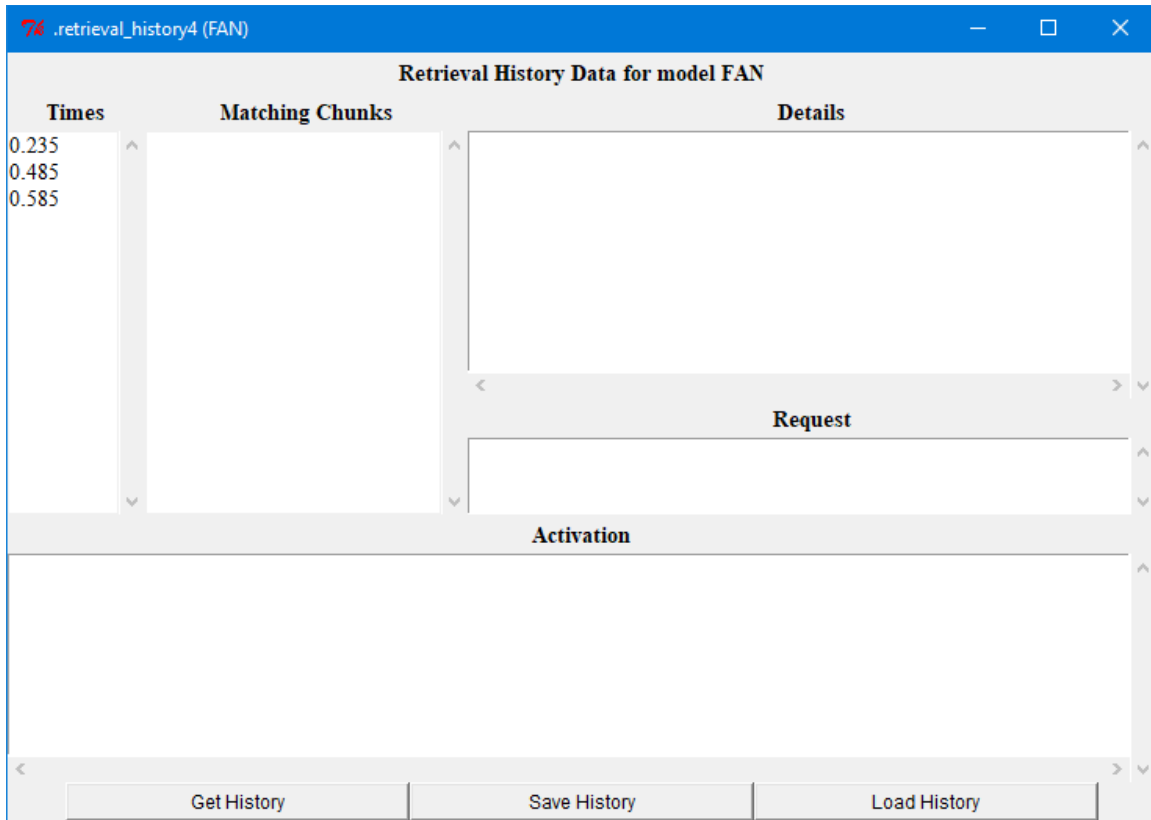 .retrieval_history4 (FAN)
Retrieval History Data for model FAN
Times
Matching Chunks
Details
0.235
0.485
0.585
Request
Activation
Get History
Save History
Load History